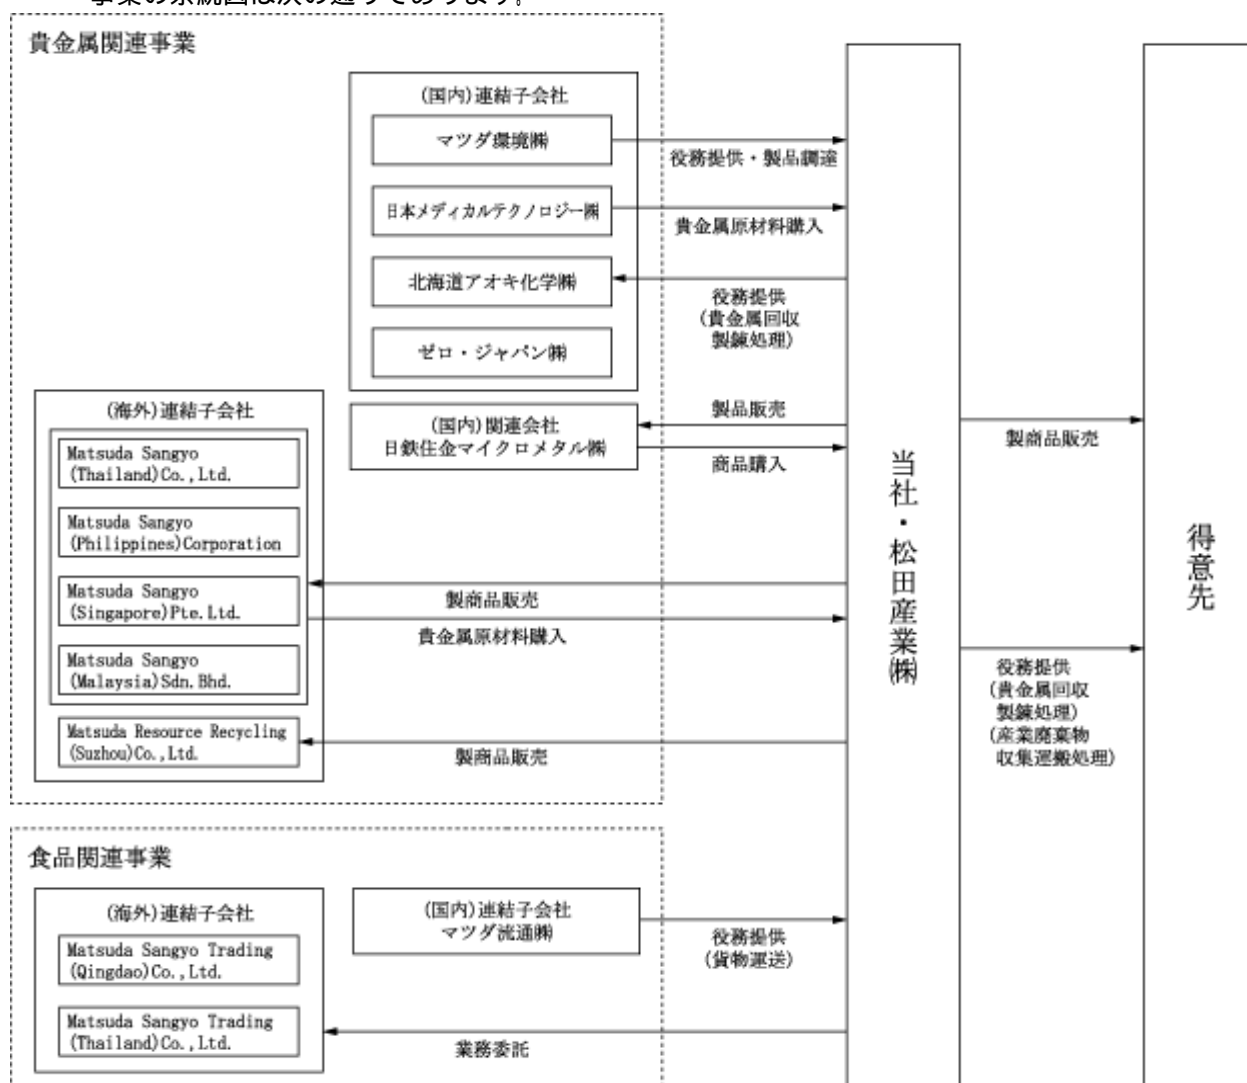 事業の系統図は次の通りであります。
貴金属関連事業
(国内)連結子会社
マツダ環境㈱
役務提供・製品調達
日本メディカルテクノロジー㈱
貴金属原材料購入
北海道アオキ化学㈱
役務提供
(貴金属回収
製錬処理)
ゼロ・ジャパン㈱
(海外)連結子会社
Matsuda Sangyo
(Thailand)Co.,Ltd.
Matsuda Sangyo
(Philippines)Corporation
Matsuda Sangyo
(Singapore)Pte.Ltd.
Matsuda Sangyo
(Malaysia)Sdn.Bhd.
Matsuda Resource Recycling
(Suzhou)Co.,Ltd.
(国内)関連会社
日鉄住金マイクロメタル㈱
製品販売
商品購入
製商品販売
貴金属原材料購入
製商品販売
当社・松田産業㈱
製商品販売
役務提供
(貴金属回収
製錬処理)
(産業廃棄物
収集運搬処理)
得意先
食品関連事業
(海外)連結子会社
Matsuda Sangyo Trading
(Qingdao)Co.,Ltd.
Matsuda Sangyo Trading
(Thailand)Co.,Ltd.
(国内)連結子会社
マツダ流通㈱
役務提供
(貨物運送)
業務委託